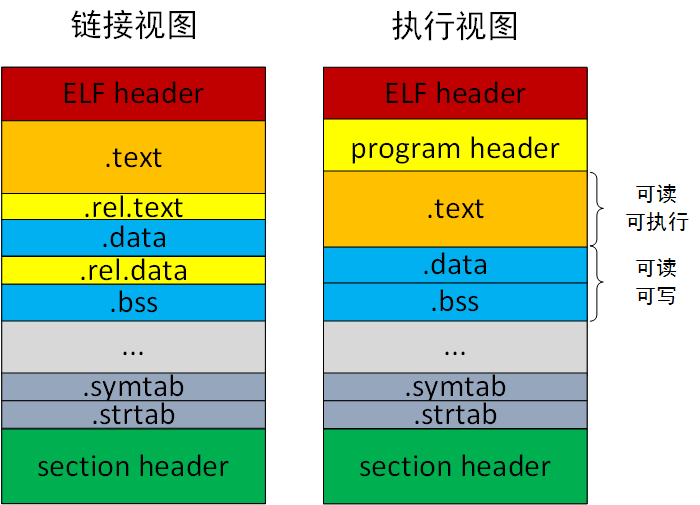 链接视图
ELF header
.text
.rel.text
.data
.rel.data
.bss
...
.symtab
.strtab
section header
执行视图
ELF header
program header
.text
.data
.bss
...
.symtab
.strtab
section header
可读
可执行
可读
可写